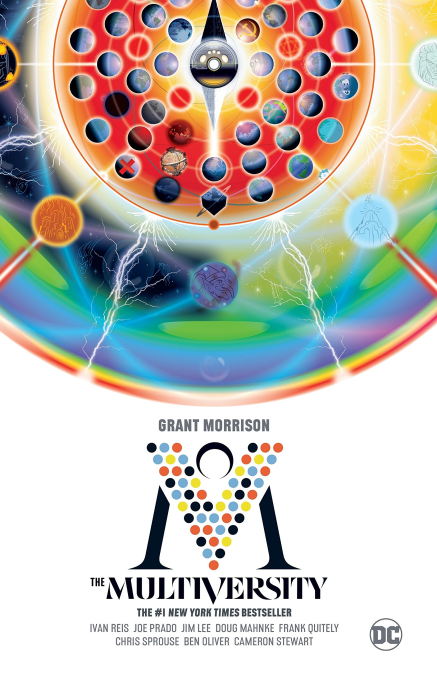 GRANT MORRISON
THE MULTIVERSITY
THE #1 NEW YORK TIMES BESTSELLER
IVAN REIS JOE PRADO JIM LEE DOUG MAHNKE FRANK QUITELY
CHRIS SPROUSE BEN OLIVER CAMERON STEWART
DC